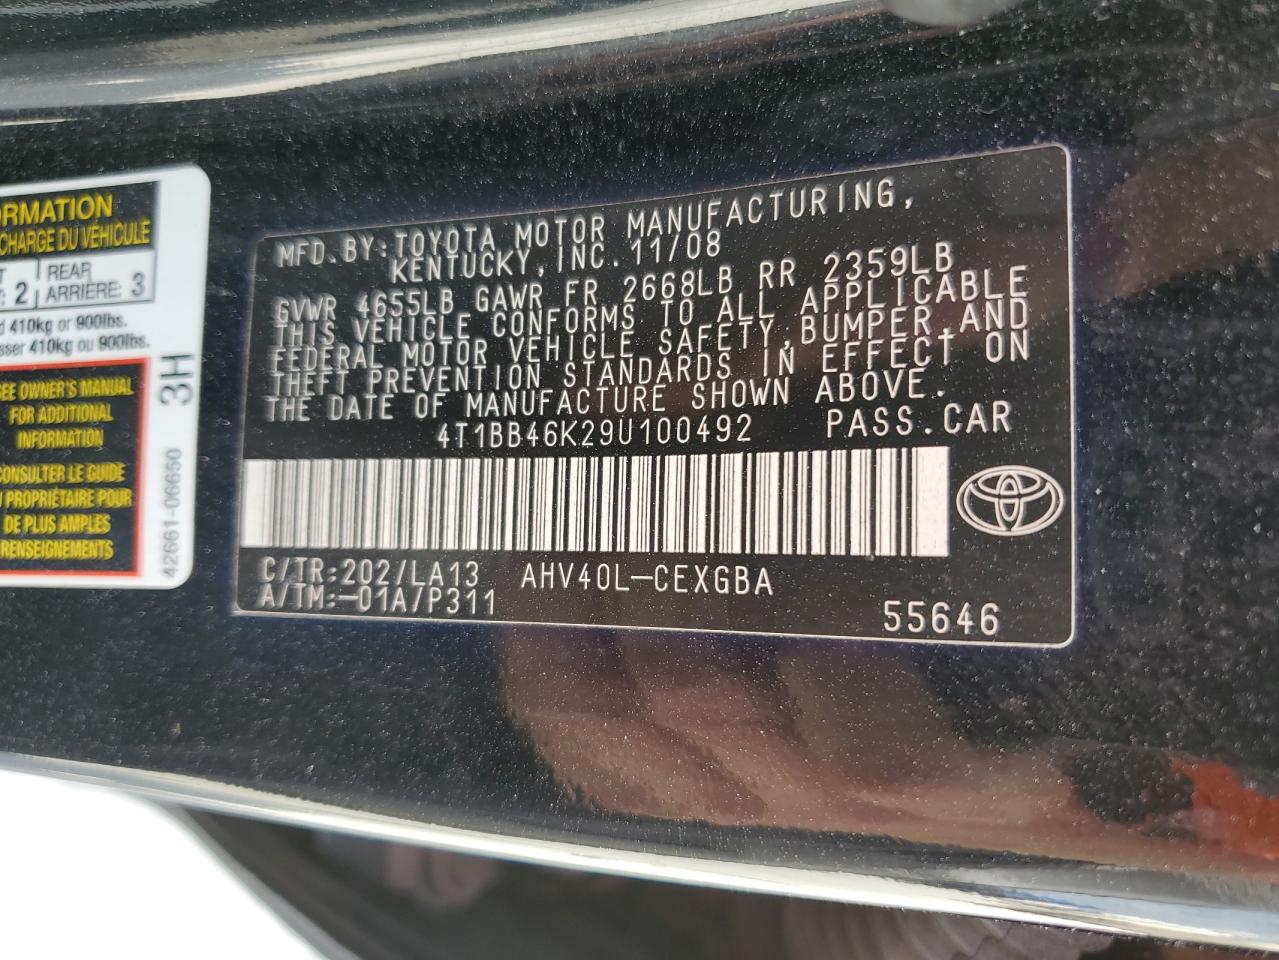 ORMATION
CHARGE DU VÉHICULE
T REAR
: 2 ARRIERE: 3
d 410kg or 900lbs.
sser 410kg ou 900lbs.
SEE OWNER'S MANUAL
FOR ADDITIONAL
INFORMATION
CONSULTER LE GUIDE
U PROPRIÉTAIRE POUR
DE PLUS AMPLES
RENSEIGNEMENTS
3H
42661-06650
MFD. BY: TOYOTA MOTOR MANUFACTURING,
KENTUCKY, INC. 11/08
GVWR 4655LB GAWR FR 2668LB RR 2359LB
THIS VEHICLE CONFORMS TO ALL APPLICABLE
FEDERAL MOTOR VEHICLE SAFETY, BUMPER, AND
THEFT PREVENTION STANDARDS IN EFFECT ON
THE DATE OF MANUFACTURE SHOWN ABOVE.
4T1BB46K29U100492 PASS. CAR
C/TR: 202/LA13 AHV40L-CEXGBA
A/TM: -01A/P311
55646